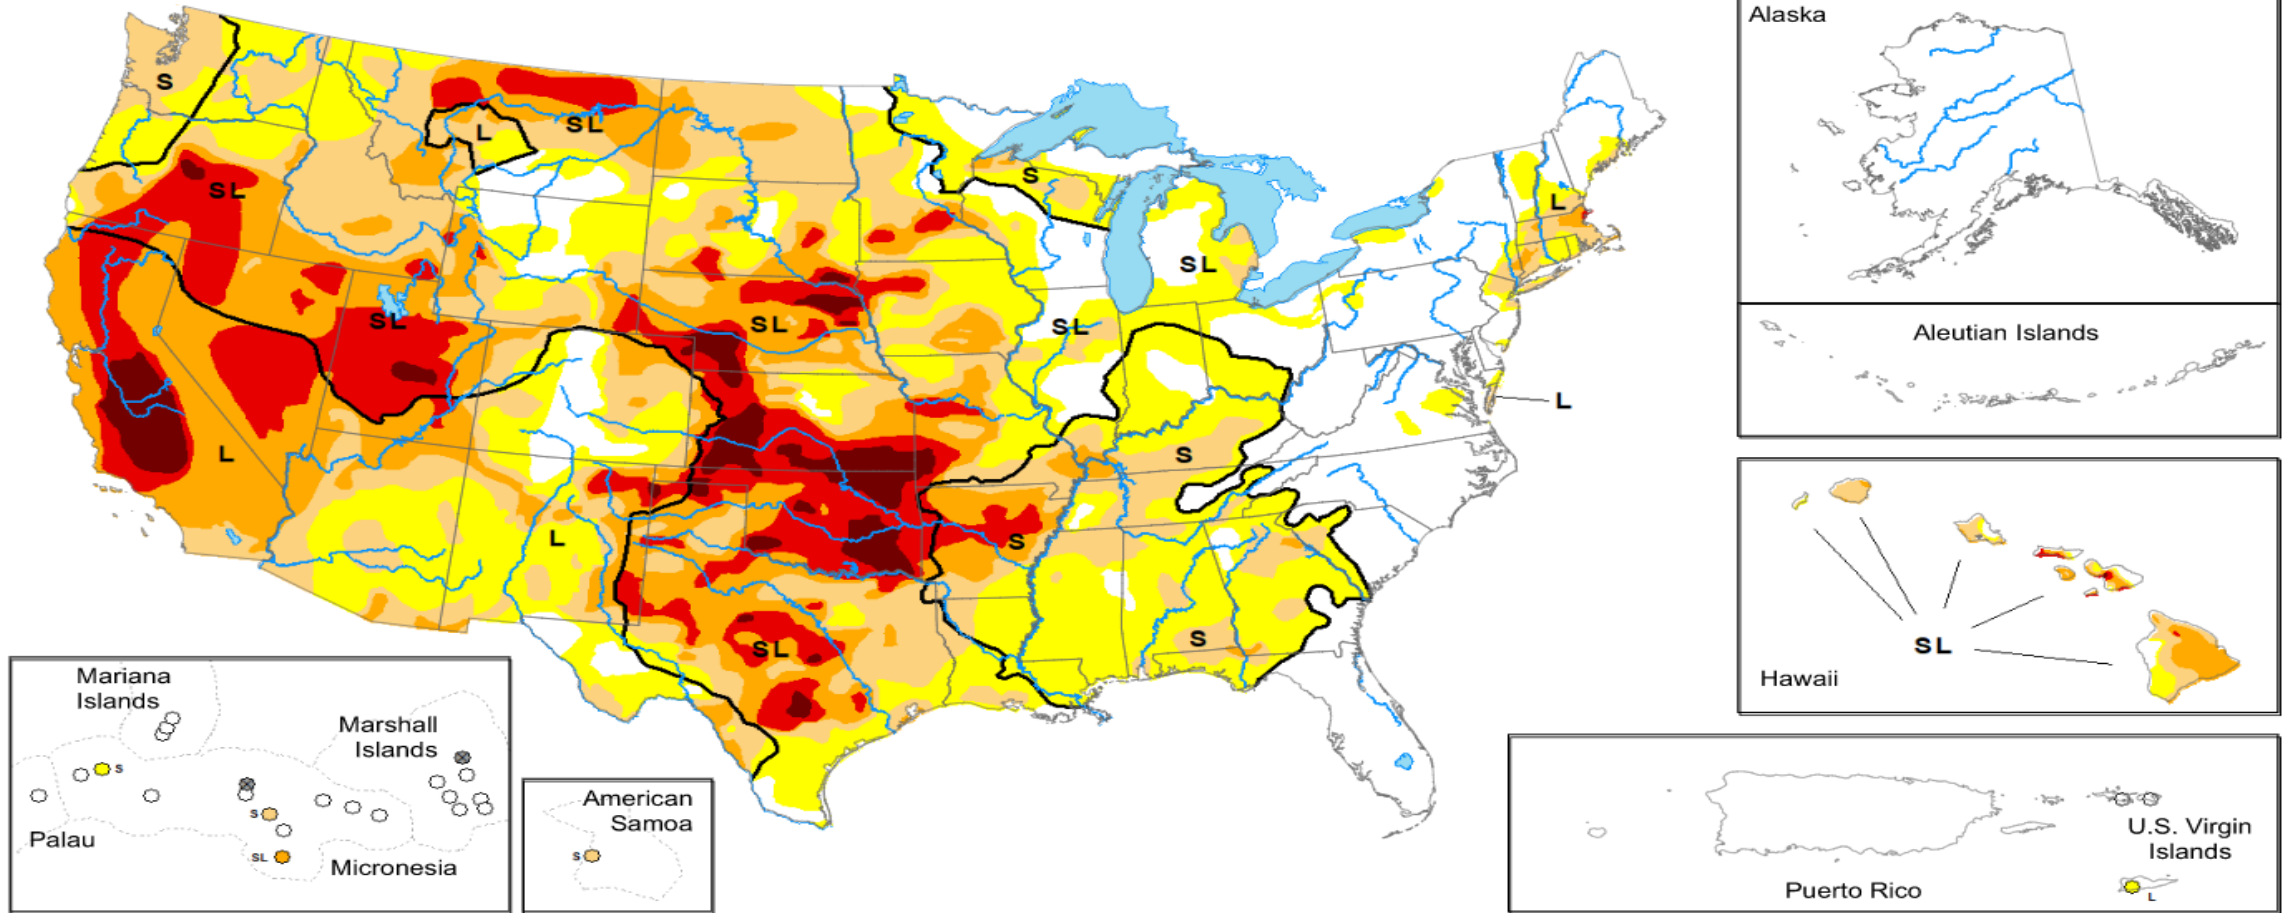 Alaska
S
L
SL
S
SL
L
SL
SL
SL
SL
Aleutian Islands
L
L
S
L
S
SL
S
SL
Hawaii
Mariana
Islands
Marshall
Islands
S
S
SL
Palau
Micronesia
American
Samoa
S
U.S. Virgin
Islands
Puerto Rico
L